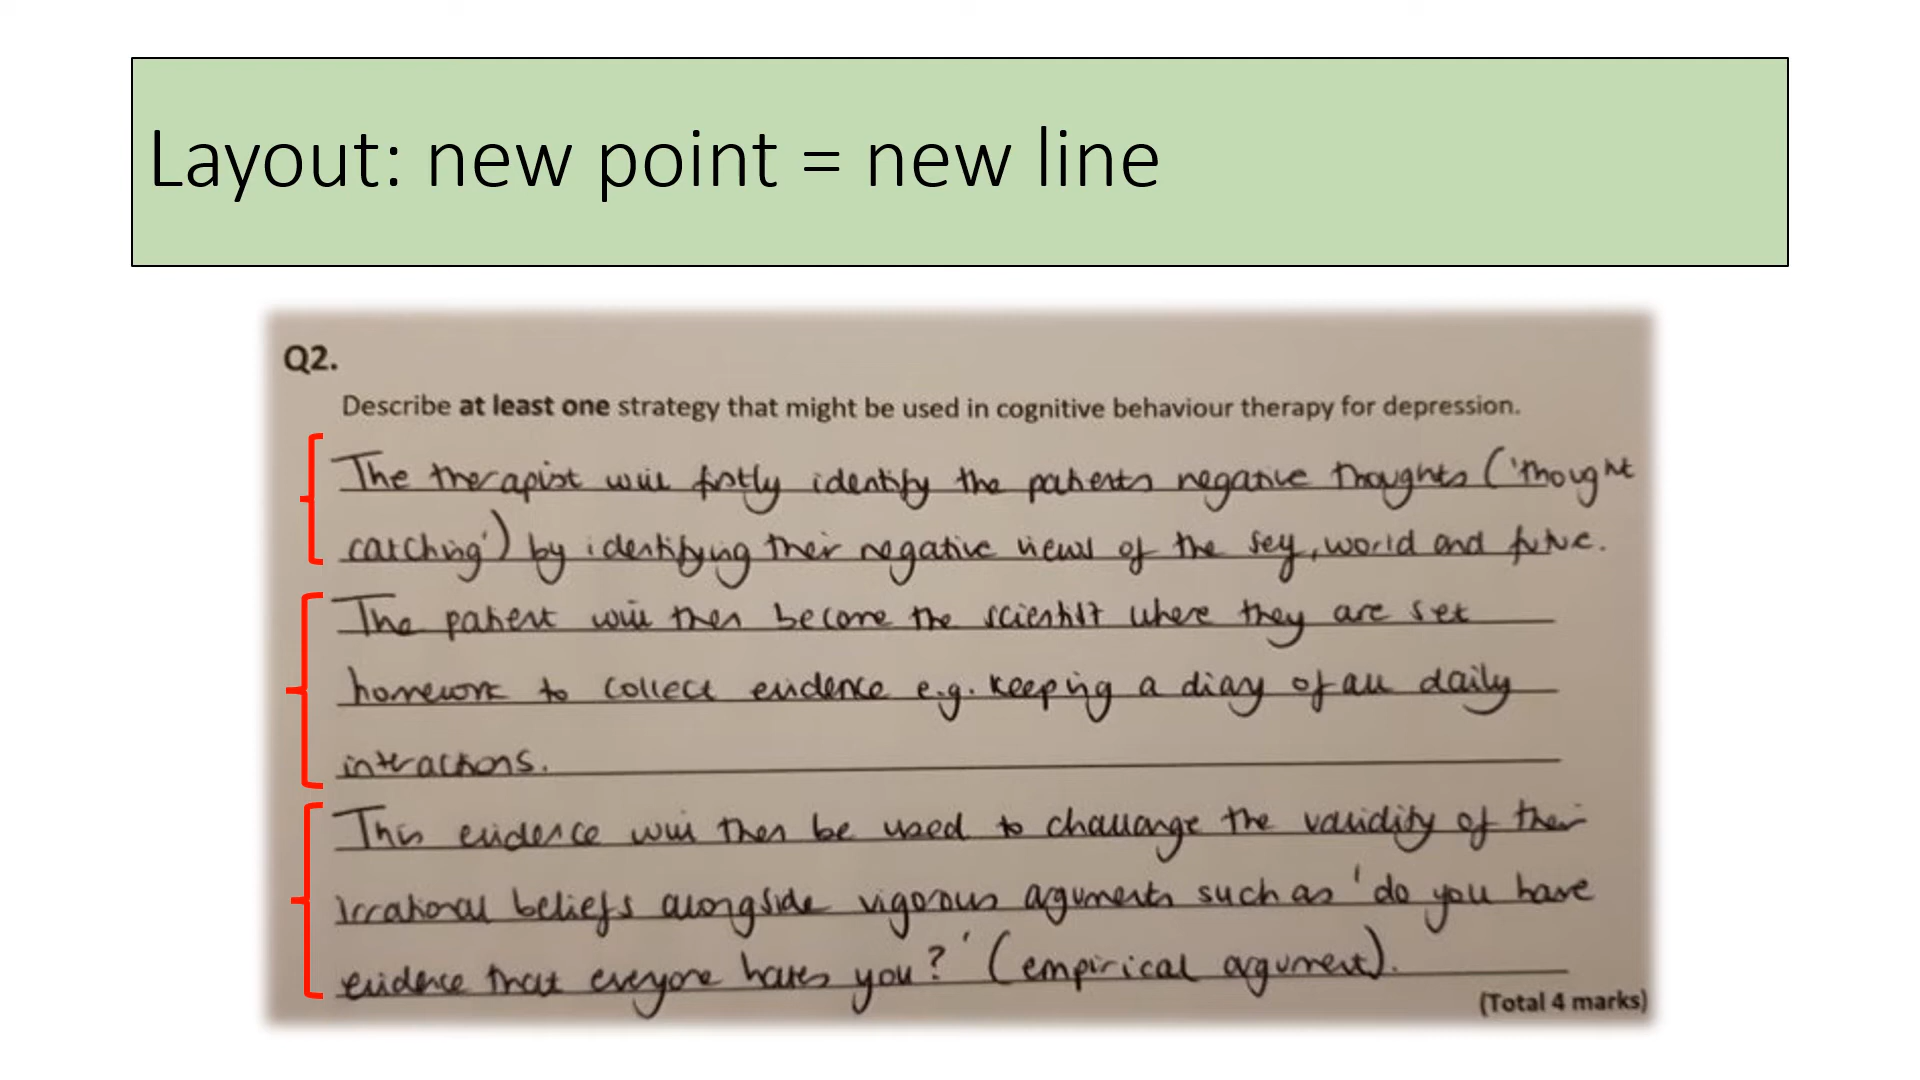 Layout: new point = new line
Q2.
Describe at least one strategy that might be used in cognitive behaviour therapy for depression.
The therapist will firstly identify the patients negative thoughts ('thought
catching') by identifying their negative views of the self, world and future.
The patient will then become the scientist where they are set
homework to collect evidence e.g. keeping a diary of all daily
interactions.
This evidence will then be used to challange the validity of their
irrational beliefs alongside vigorous arguments such as 'do you have
evidence that everyone hates you?' (empirical argument).
(Total 4 marks)